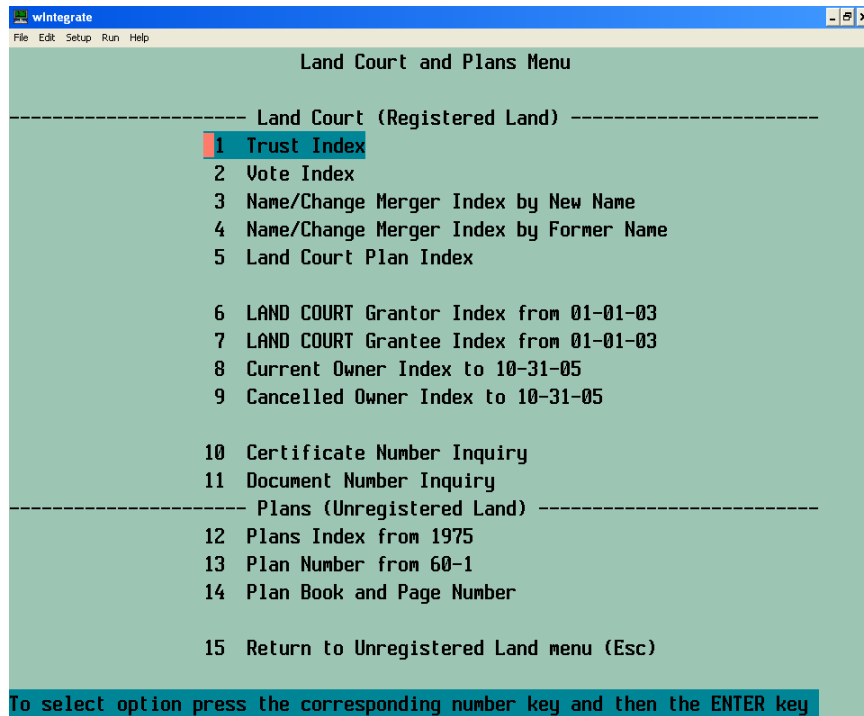 wIntegrate
File Edit Setup Run Help
Land Court and Plans Menu
---------------------- Land Court (Registered Land) -----------------------
1 Trust Index
2 Vote Index
3 Name/Change Merger Index by New Name
4 Name/Change Merger Index by Former Name
5 Land Court Plan Index
6 LAND COURT Grantor Index from 01-01-03
7 LAND COURT Grantee Index from 01-01-03
8 Current Owner Index to 10-31-05
9 Cancelled Owner Index to 10-31-05
10 Certificate Number Inquiry
11 Document Number Inquiry
---------------------- Plans (Unregistered Land) --------------------------
12 Plans Index from 1975
13 Plan Number from 60-1
14 Plan Book and Page Number
15 Return to Unregistered Land menu (Esc)
To select option press the corresponding number key and then the ENTER key